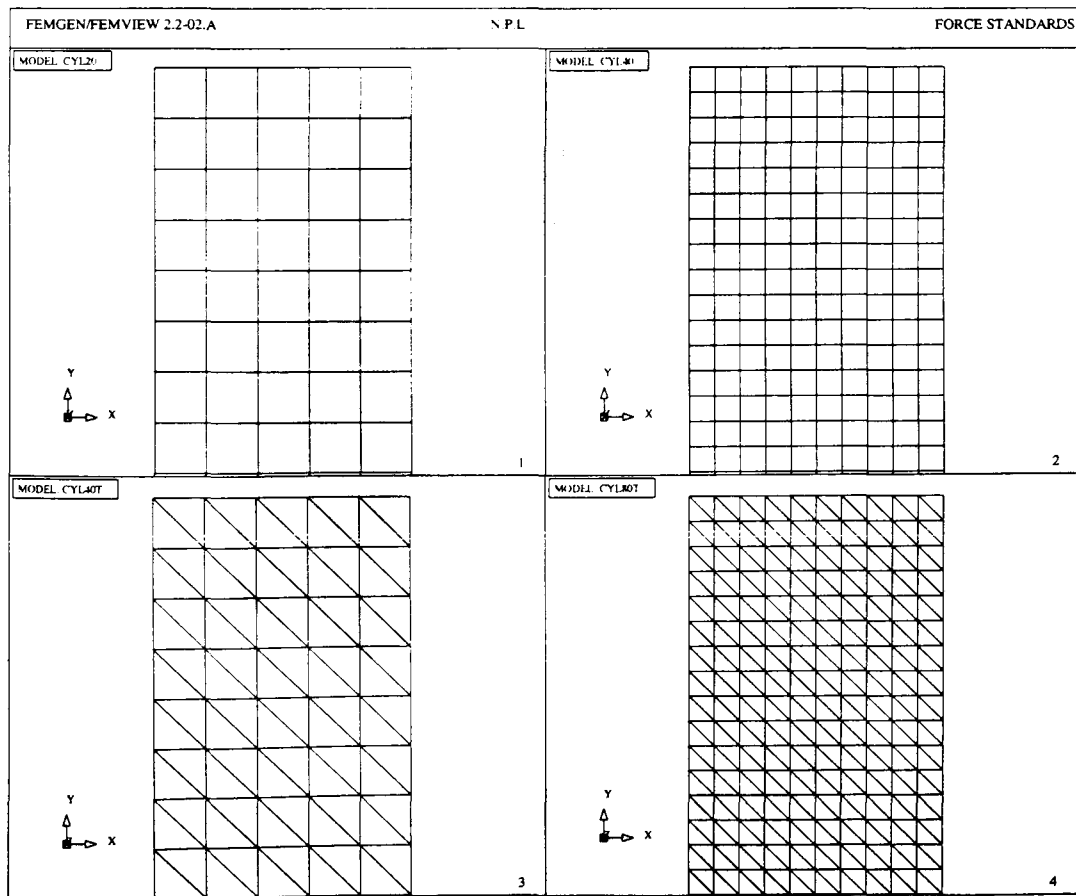 FEMGEN/FEMVIEW 2.2-02.A N.P.L FORCE STANDARDS
MODEL CYL20
Y
X
1
MODEL CYL40
Y
X
2
MODEL CYL40T
Y
X
3
MODEL CYL80T
Y
X
4